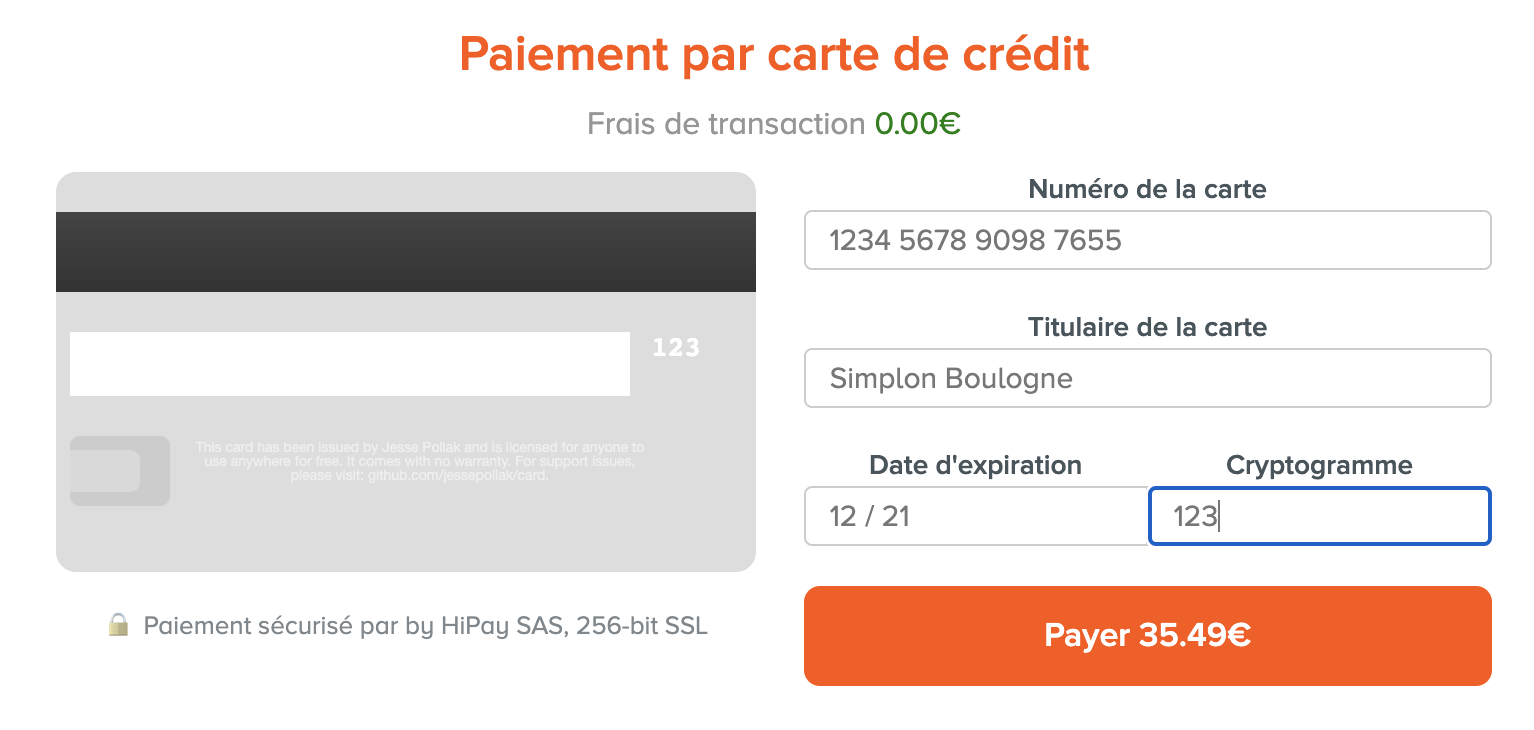 Paiement par carte de crédit
Frais de transaction 0.00€
123
This card has been issued by Jesse Pollak and is licensed for anyone to
use anywhere for free. It comes with no warranty. For support issues,
please visit: github.com/jessepollak/card.
Paiement sécurisé par by HiPay SAS, 256-bit SSL
Numéro de la carte
1234 5678 9098 7655
Titulaire de la carte
Simplon Boulogne
Date d'expiration
12 / 21
Cryptogramme
123
Payer 35.49€